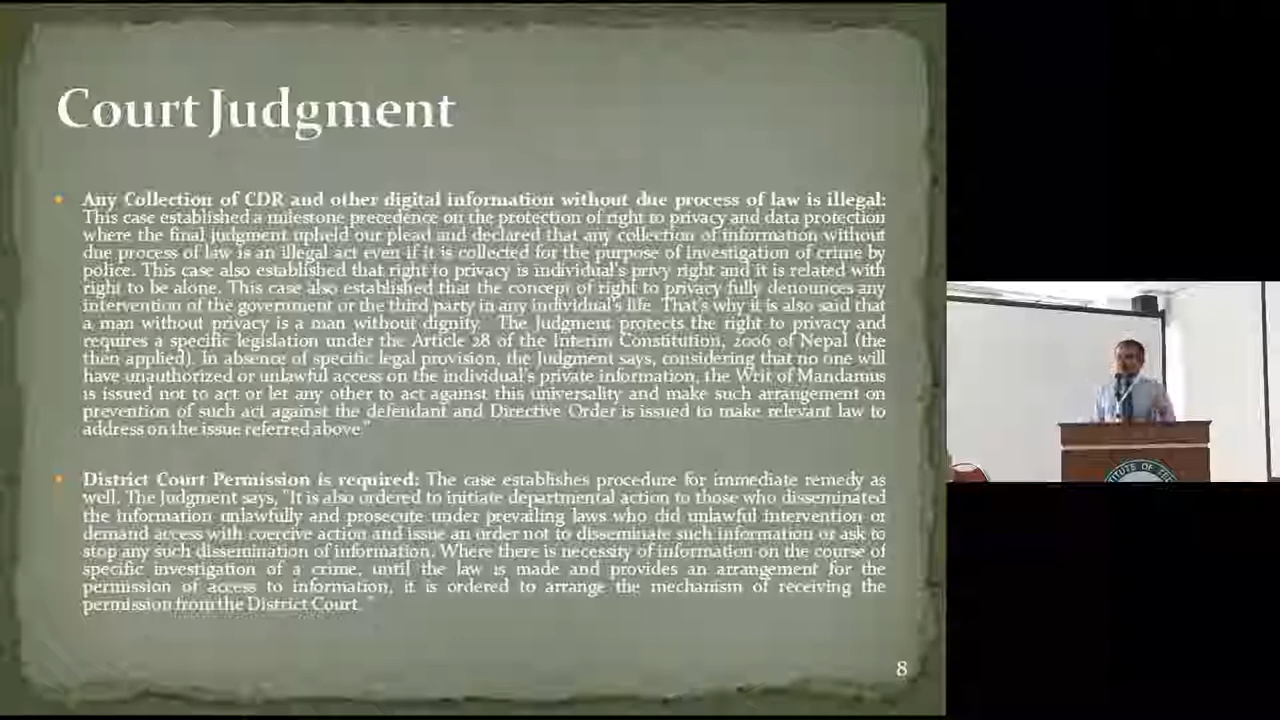 Court Judgment
Any Collection of CDR and other digital information without due process of law is illegal:
This case established a milestone precedence on the protection of right to privacy and data protection
where the final judgment upheld our plead and declared that any collection of information without
due process of law is an illegal act even if it is collected for the purpose of investigation of crime by
police. This case also established that right to privacy is individual's privy right and it is related with
right to be alone. This case also established that the concept of right to privacy fully denounces any
intervention of the government or the third party in any individual's life. That's why it is also said that
a man without privacy is a man without dignity. The Judgment protects the right to privacy and
requires a specific legislation under the Article 28 of the Interim Constitution, 2006 of Nepal (the
then applied). In absence of specific legal provision, the Judgment says, considering that no one will
have unauthorized or unlawful access on the individual's private information, the Writ of Mandamus
is issued not to act or let any other to act against this universality and make such arrangement on
prevention of such act against the defendant and Directive Order is issued to make relevant law to
address on the issue referred above."
District Court Permission is required: The case establishes procedure for immediate remedy as
well. The Judgment says, "It is also ordered to initiate departmental action to those who disseminated
the information unlawfully and prosecute under prevailing laws who did unlawful intervention or
demand access with coercive action and issue an order not to disseminate such information or ask to
stop any such dissemination of information. Where there is necessity of information on the course of
specific investigation of a crime, until the law is made and provides an arrangement for the
permission of access to information, it is ordered to arrange the mechanism of receiving the
permission from the District Court."
8